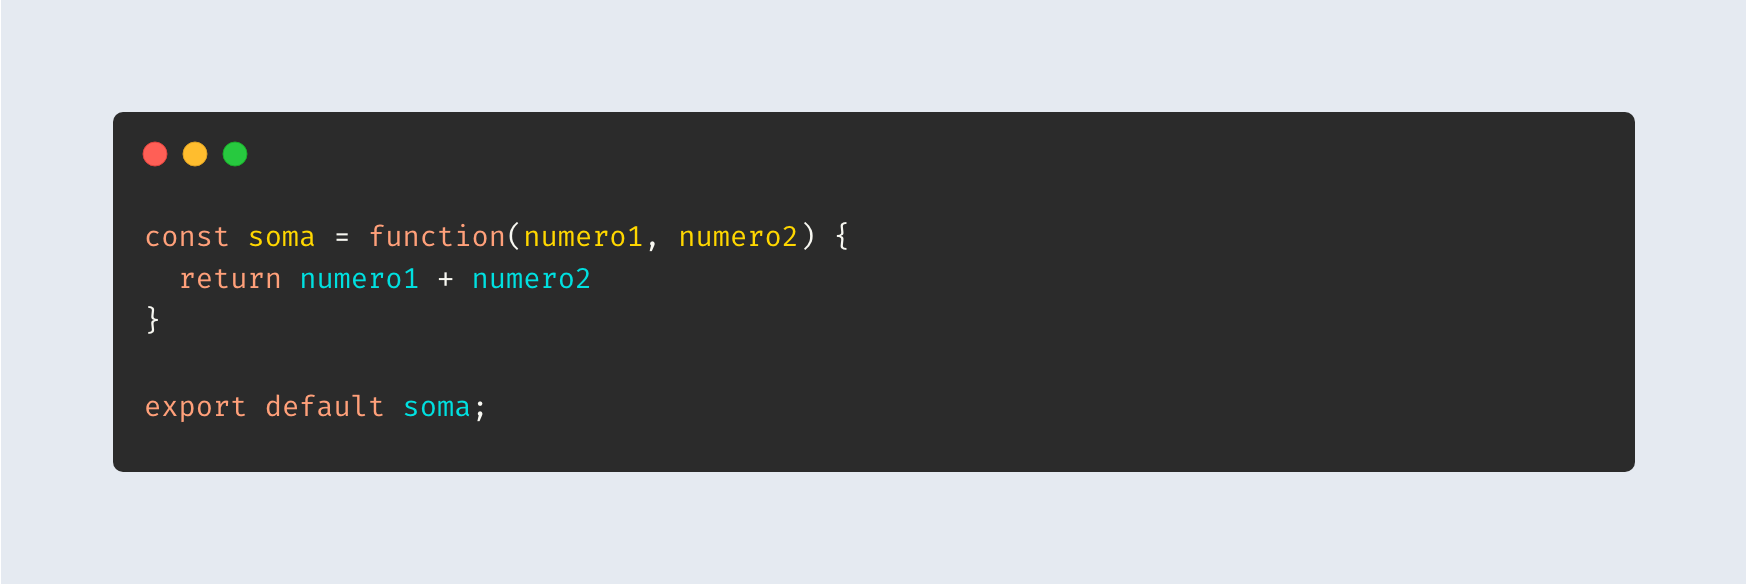 const soma = function(numero1, numero2) {
  return numero1 + numero2
}

export default soma;